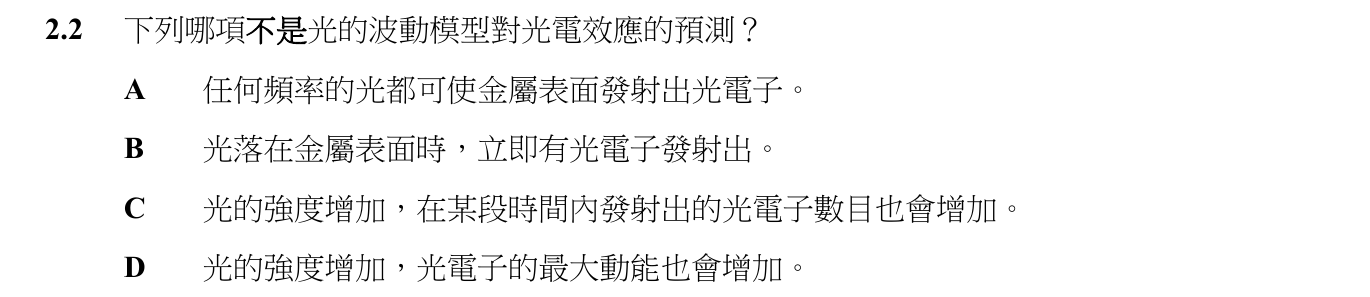 2.2 下列哪項不是光的波動模型對光電效應的預測？
A 任何頻率的光都可使金屬表面發射出光電子。
B 光落在金屬表面時，立即有光電子發射出。
C 光的強度增加，在某段時間內發射出的光電子數目也會增加。
D 光的強度增加，光電子的最大動能也會增加。